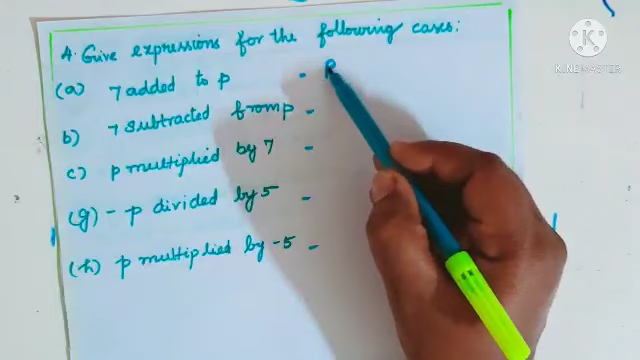 4. Give expressions for the following cases:
(a) 7 added to p - P
b) 7 subtracted from p -
c) p multiplied by 7 -
(g) - p divided by 5 -
(h) p multiplied by -5 -
K
KINEMASTER